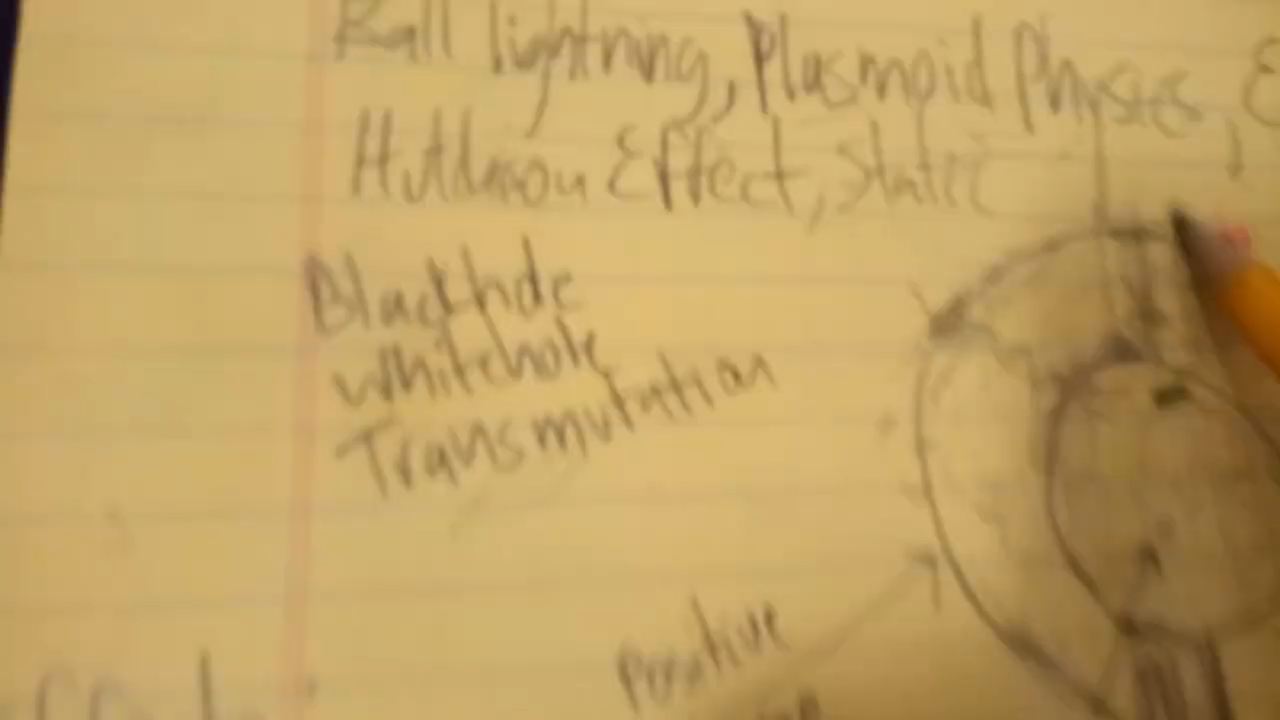 Ball lightning, Plasmoid Physics, E
Hutchison Effect, Static
Blackhole
Whitehole
Transmutation
Positive